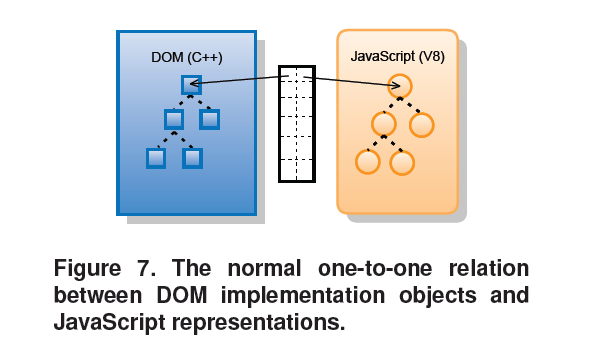 DOM (C++)
JavaScript (V8)
Figure 7. The normal one-to-one relation
between DOM implementation objects and
JavaScript representations.